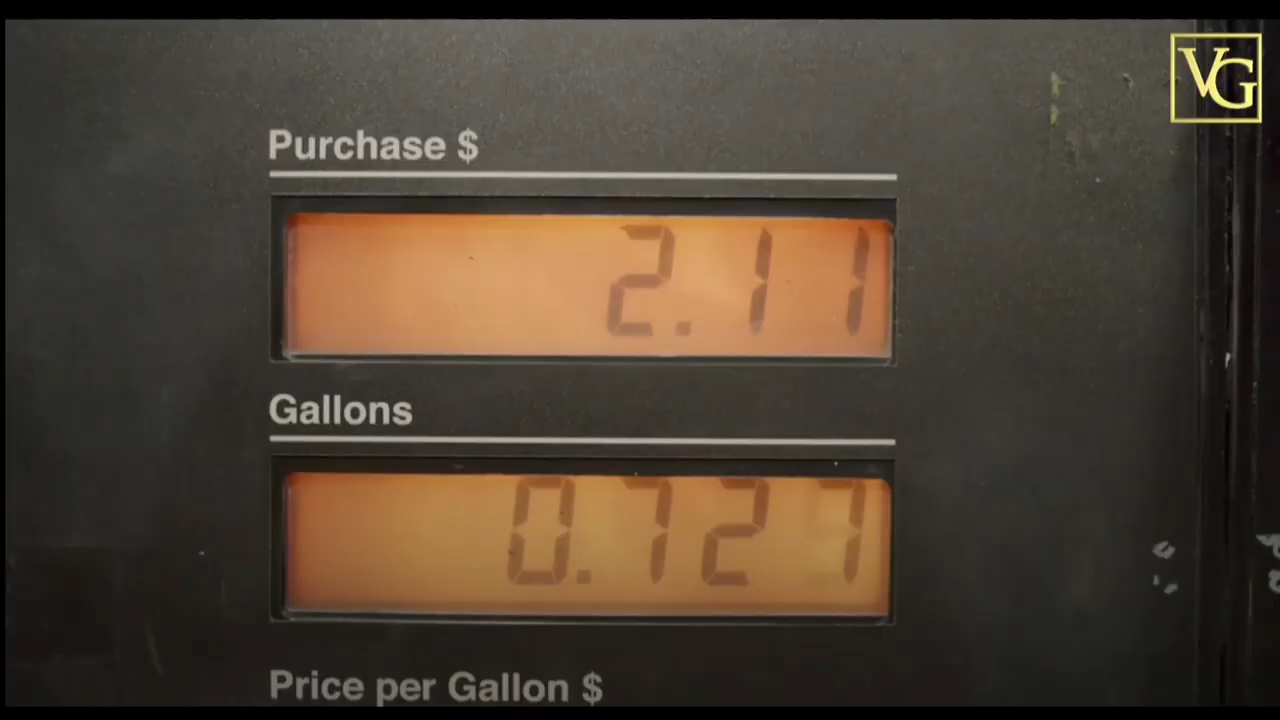 VG
Purchase $
2.11
Gallons
0.727
Price per Gallon $